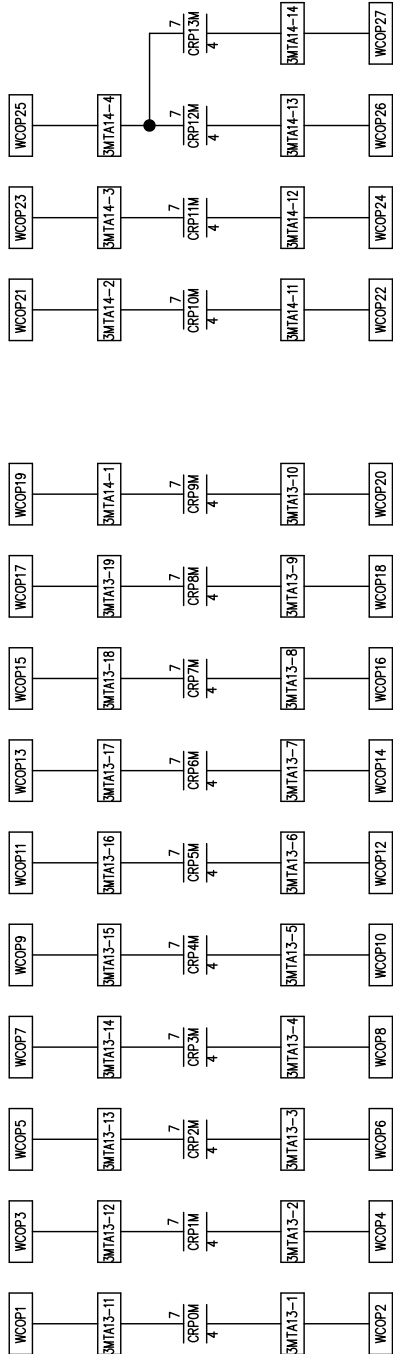 7
CRP13M
4
3MTA14-14
WCOP27
WCOP25
3MTA14-4
7
CRP12M
4
3MTA14-13
WCOP26
WCOP23
3MTA14-3
7
CRP11M
4
3MTA14-12
WCOP24
WCOP21
3MTA14-2
7
CRP10M
4
3MTA14-11
WCOP22
WCOP19
3MTA14-1
7
CRP9M
4
3MTA13-10
WCOP20
WCOP17
3MTA13-19
7
CRP8M
4
3MTA13-9
WCOP18
WCOP15
3MTA13-18
7
CRP7M
4
3MTA13-8
WCOP16
WCOP13
3MTA13-17
7
CRP6M
4
3MTA13-7
WCOP14
WCOP11
3MTA13-16
7
CRP5M
4
3MTA13-6
WCOP12
WCOP9
3MTA13-15
7
CRP4M
4
3MTA13-5
WCOP10
WCOP7
3MTA13-14
7
CRP3M
4
3MTA13-4
WCOP8
WCOP5
3MTA13-13
7
CRP2M
4
3MTA13-3
WCOP6
WCOP3
3MTA13-12
7
CRP1M
4
3MTA13-2
WCOP4
WCOP1
3MTA13-11
7
CRP0M
4
3MTA13-1
WCOP2